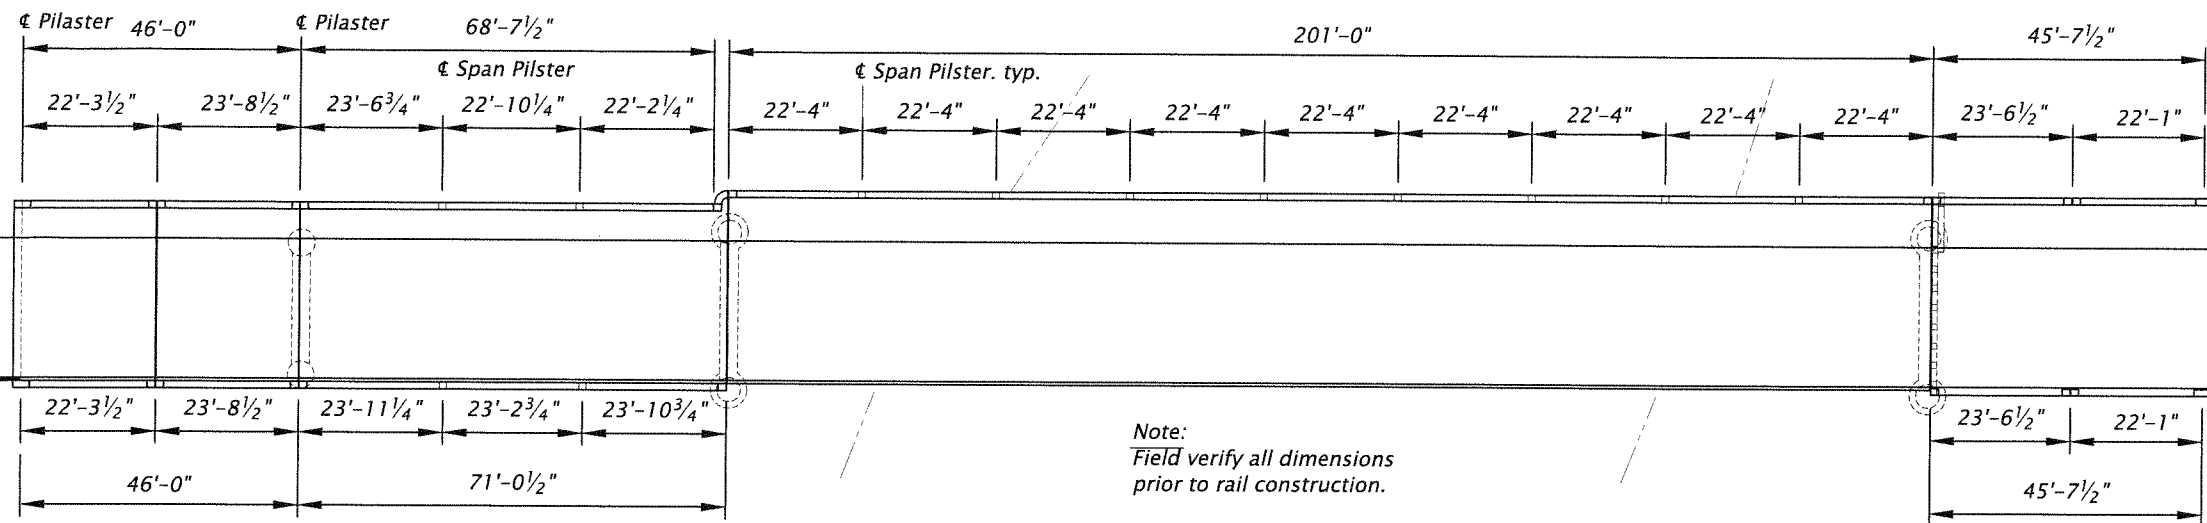 ℄ Pilaster 46'-0" ℄ Pilaster 68'-7½" 201'-0" 45'-7½"
℄ Span Pilster ℄ Span Pilster. typ.
22'-3½" 23'-8½" 23'-6¾" 22'-10¼" 22'-2¼" 22'-4" 22'-4" 22'-4" 22'-4" 22'-4" 22'-4" 22'-4" 22'-4" 22'-4" 23'-6½" 22'-1"
22'-3½" 23'-8½" 23'-11¼" 23'-2¾" 23'-10¾" 23'-6½" 22'-1"
Note:
Field verify all dimensions
prior to rail construction.
46'-0" 71'-0½" 45'-7½"